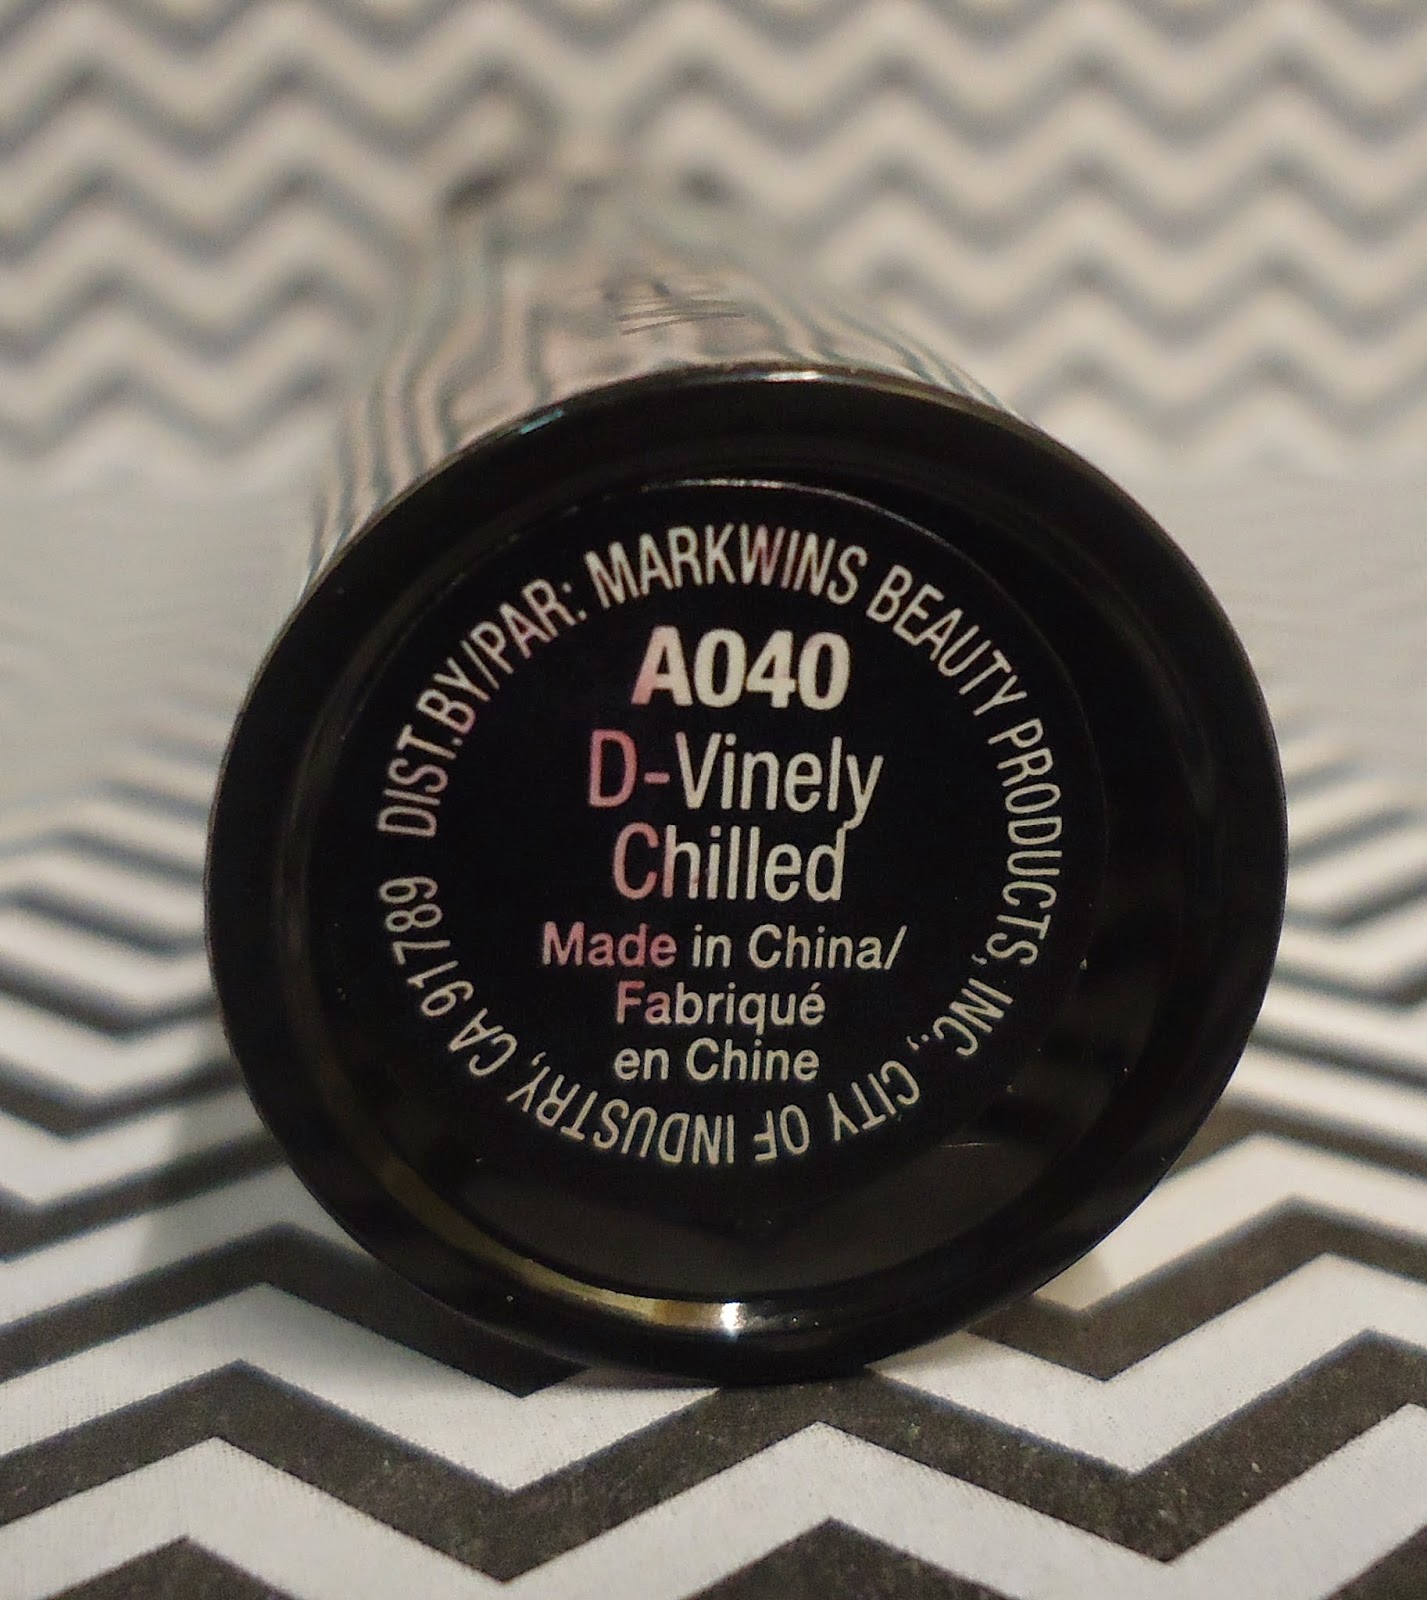 DIST.BY/PAR: MARKWINS BEAUTY PRODUCTS, INC., CITY OF INDUSTRY, CA 91789
A040
D-Vinely
Chilled
Made in China/
Fabriqué
en Chine